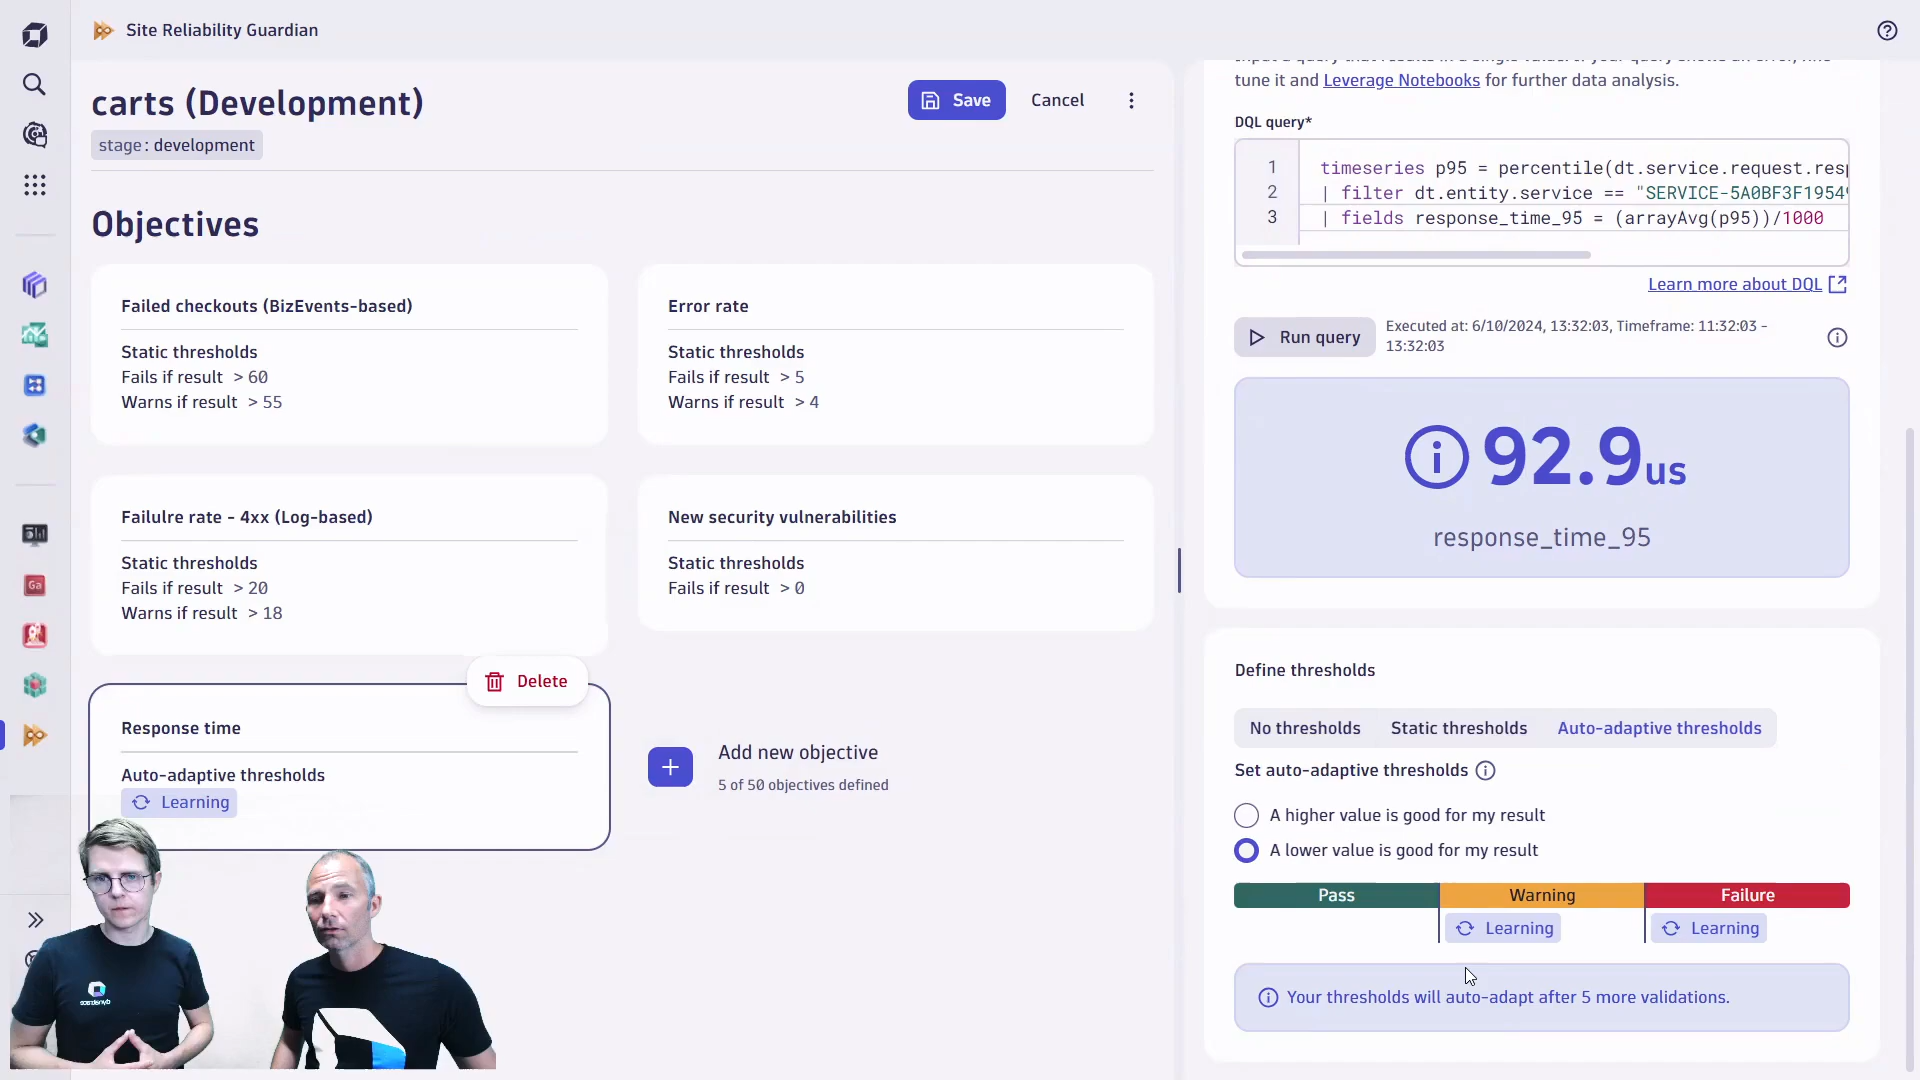 Site Reliability Guardian
carts (Development)
Save
Cancel
stage: development
Objectives
Failed checkouts (BizEvents-based)
Static thresholds
Fails if result > 60
Warns if result > 55
Error rate
Static thresholds
Fails if result > 5
Warns if result > 4
Failulre rate - 4xx (Log-based)
Static thresholds
Fails if result > 20
Warns if result > 18
New security vulnerabilities
Static thresholds
Fails if result > 0
Delete
Response time
Auto-adaptive thresholds
Learning
Add new objective
5 of 50 objectives defined
tune it and Leverage Notebooks for further data analysis.
DQL query*
1 timeseries p95 = percentile(dt.service.request.resp
2 | filter dt.entity.service == "SERVICE-5A0BF3F19549
3 | fields response_time_95 = (arrayAvg(p95))/1000
Learn more about DQL
Run query
Executed at: 6/10/2024, 13:32:03, Timeframe: 11:32:03 -
13:32:03
92.9us
response_time_95
Define thresholds
No thresholds
Static thresholds
Auto-adaptive thresholds
Set auto-adaptive thresholds
A higher value is good for my result
A lower value is good for my result
Pass
Warning
Failure
Learning
Learning
Your thresholds will auto-adapt after 5 more validations.